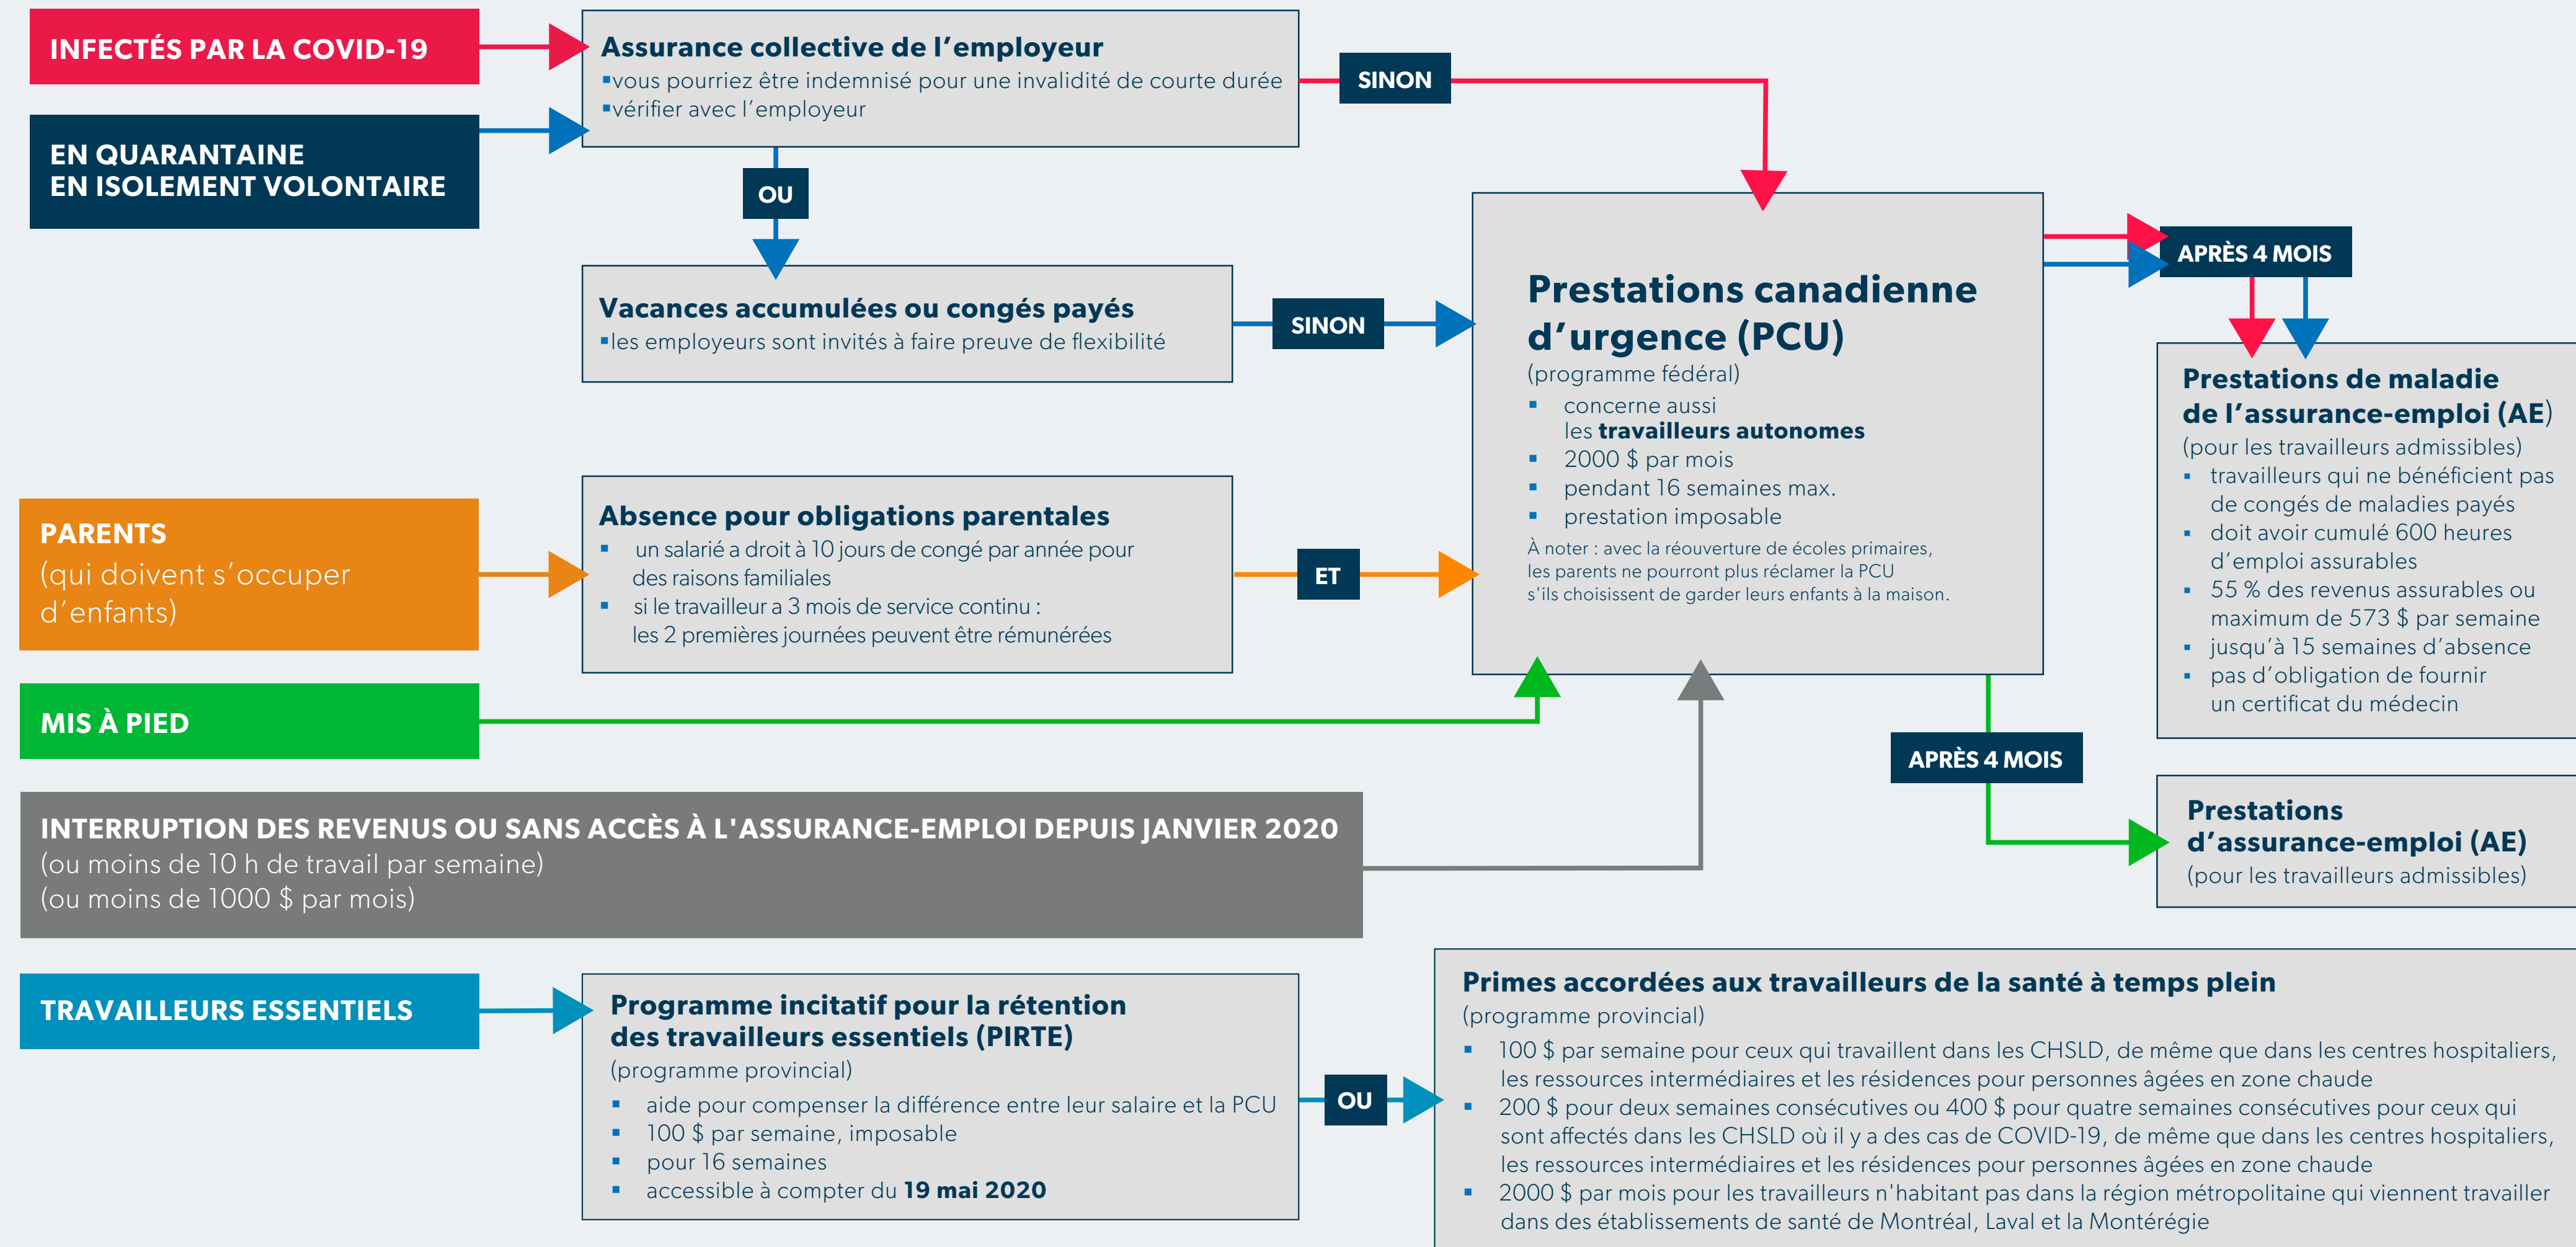 INFECTÉS PAR LA COVID-19
EN QUARANTAINE
EN ISOLEMENT VOLONTAIRE
Assurance collective de l'employeur
▪vous pourriez être indemnisé pour une invalidité de courte durée
▪vérifier avec l'employeur
SINON
OU
Vacances accumulées ou congés payés
▪les employeurs sont invités à faire preuve de flexibilité
SINON
PARENTS
(qui doivent s'occuper
d'enfants)
Absence pour obligations parentales
▪ un salarié a droit à 10 jours de congé par année pour
des raisons familiales
▪ si le travailleur a 3 mois de service continu :
les 2 premières journées peuvent être rémunérées
ET
Prestations canadienne
d'urgence (PCU)
(programme fédéral)
▪ concerne aussi
les travailleurs autonomes
▪ 2000 $ par mois
▪ pendant 16 semaines max.
▪ prestation imposable
À noter : avec la réouverture de écoles primaires,
les parents ne pourront plus réclamer la PCU
s'ils choisissent de garder leurs enfants à la maison.
APRÈS 4 MOIS
Prestations de maladie
de l'assurance-emploi (AE)
(pour les travailleurs admissibles)
▪ travailleurs qui ne bénéficient pas
de congés de maladies payés
▪ doit avoir cumulé 600 heures
d'emploi assurables
▪ 55 % des revenus assurables ou
maximum de 573 $ par semaine
▪ jusqu'à 15 semaines d'absence
▪ pas d'obligation de fournir
un certificat du médecin
MIS À PIED
APRÈS 4 MOIS
Prestations
d'assurance-emploi (AE)
(pour les travailleurs admissibles)
INTERRUPTION DES REVENUS OU SANS ACCÈS À L'ASSURANCE-EMPLOI DEPUIS JANVIER 2020
(ou moins de 10 h de travail par semaine)
(ou moins de 1000 $ par mois)
TRAVAILLEURS ESSENTIELS
Programme incitatif pour la rétention
des travailleurs essentiels (PIRTE)
(programme provincial)
▪ aide pour compenser la différence entre leur salaire et la PCU
▪ 100 $ par semaine, imposable
▪ pour 16 semaines
▪ accessible à compter du 19 mai 2020
OU
Primes accordées aux travailleurs de la santé à temps plein
(programme provincial)
▪ 100 $ par semaine pour ceux qui travaillent dans les CHSLD, de même que dans les centres hospitaliers,
les ressources intermédiaires et les résidences pour personnes âgées en zone chaude
▪ 200 $ pour deux semaines consécutives ou 400 $ pour quatre semaines consécutives pour ceux qui
sont affectés dans les CHSLD où il y a des cas de COVID-19, de même que dans les centres hospitaliers,
les ressources intermédiaires et les résidences pour personnes âgées en zone chaude
▪ 2000 $ par mois pour les travailleurs n'habitant pas dans la région métropolitaine qui viennent travailler
dans des établissements de santé de Montréal, Laval et la Montérégie